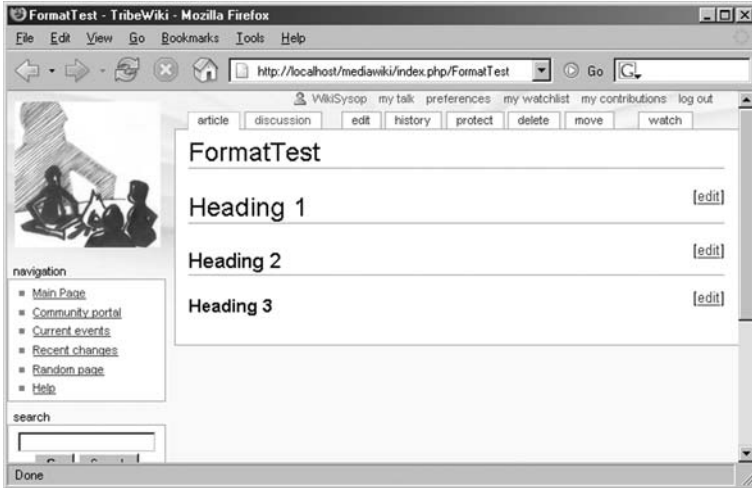 FormatTest - TribeWiki - Mozilla Firefox
File Edit View Go Bookmarks Tools Help
http://localhost/mediawiki/index.php/FormatTest Go G
WikiSysop my talk preferences my watchlist my contributions log out
article discussion edit history protect delete move watch
FormatTest
Heading 1 [edit]
Heading 2 [edit]
Heading 3 [edit]
navigation
Main Page
Community portal
Current events
Recent changes
Random page
Help
search
Done